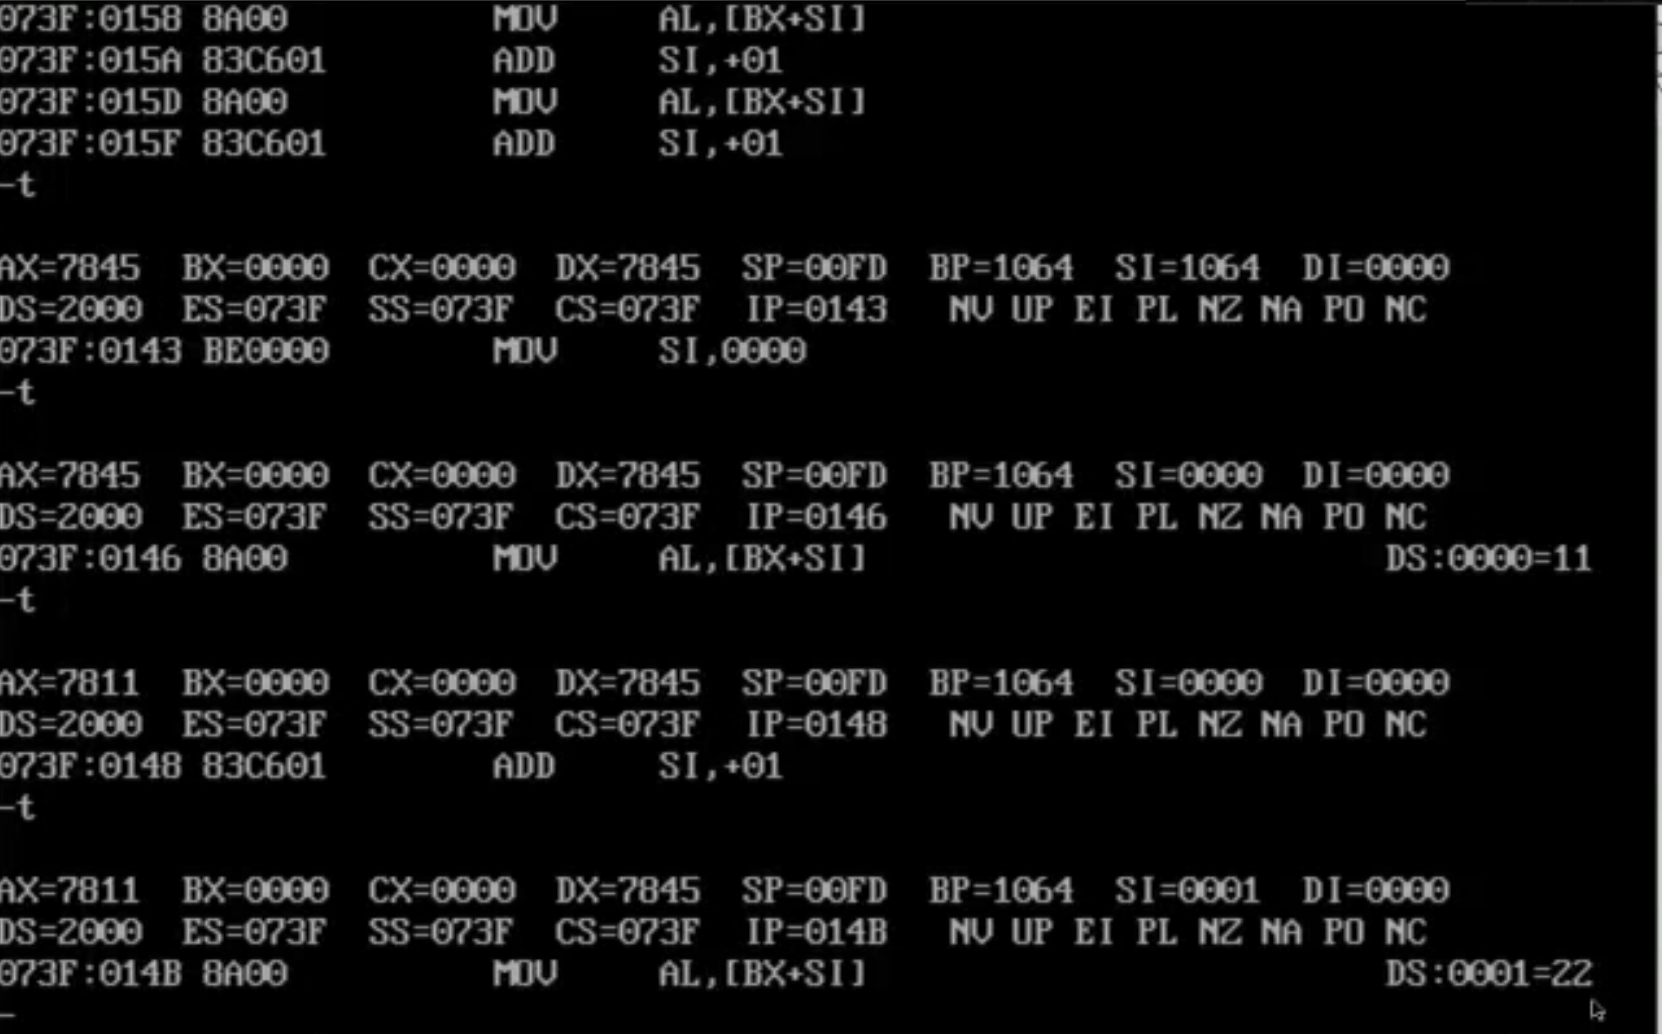 073F:0158 8A00 MOV AL,[BX+SI]
073F:015A 83C601 ADD SI,+01
073F:015D 8A00 MOV AL,[BX+SI]
073F:015F 83C601 ADD SI,+01
-t
AX=7845 BX=0000 CX=0000 DX=7845 SP=00FD BP=1064 SI=1064 DI=0000
DS=2000 ES=073F SS=073F CS=073F IP=0143 NV UP EI PL NZ NA PO NC
073F:0143 BE0000 MOV SI,0000
-t
AX=7845 BX=0000 CX=0000 DX=7845 SP=00FD BP=1064 SI=0000 DI=0000
DS=2000 ES=073F SS=073F CS=073F IP=0146 NV UP EI PL NZ NA PO NC
073F:0146 8A00 MOV AL,[BX+SI] DS:0000=11
-t
AX=7811 BX=0000 CX=0000 DX=7845 SP=00FD BP=1064 SI=0000 DI=0000
DS=2000 ES=073F SS=073F CS=073F IP=0148 NV UP EI PL NZ NA PO NC
073F:0148 83C601 ADD SI,+01
-t
AX=7811 BX=0000 CX=0000 DX=7845 SP=00FD BP=1064 SI=0001 DI=0000
DS=2000 ES=073F SS=073F CS=073F IP=014B NV UP EI PL NZ NA PO NC
073F:014B 8A00 MOV AL,[BX+SI] DS:0001=22
-